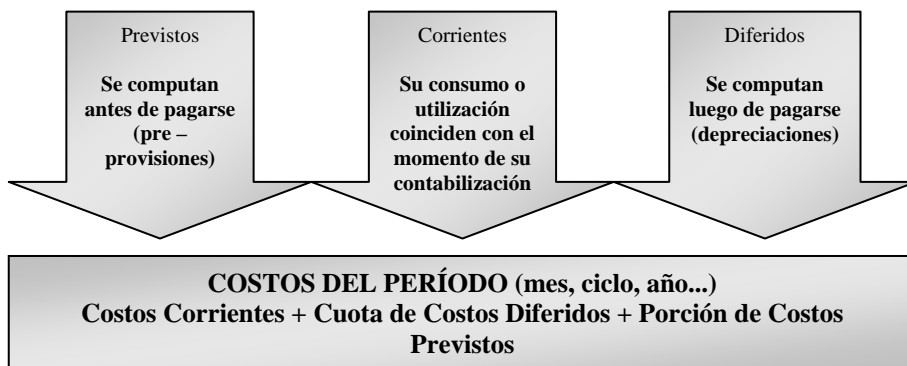 Previstos
Se computan
antes de pagarse
(pre –
provisiones)
Corrientes
Su consumo o
utilización
coinciden con el
momento de su
contabilización
Diferidos
Se computan
luego de pagarse
(depreciaciones)
COSTOS DEL PERÍODO (mes, ciclo, año...)
Costos Corrientes + Cuota de Costos Diferidos + Porción de Costos
Previstos